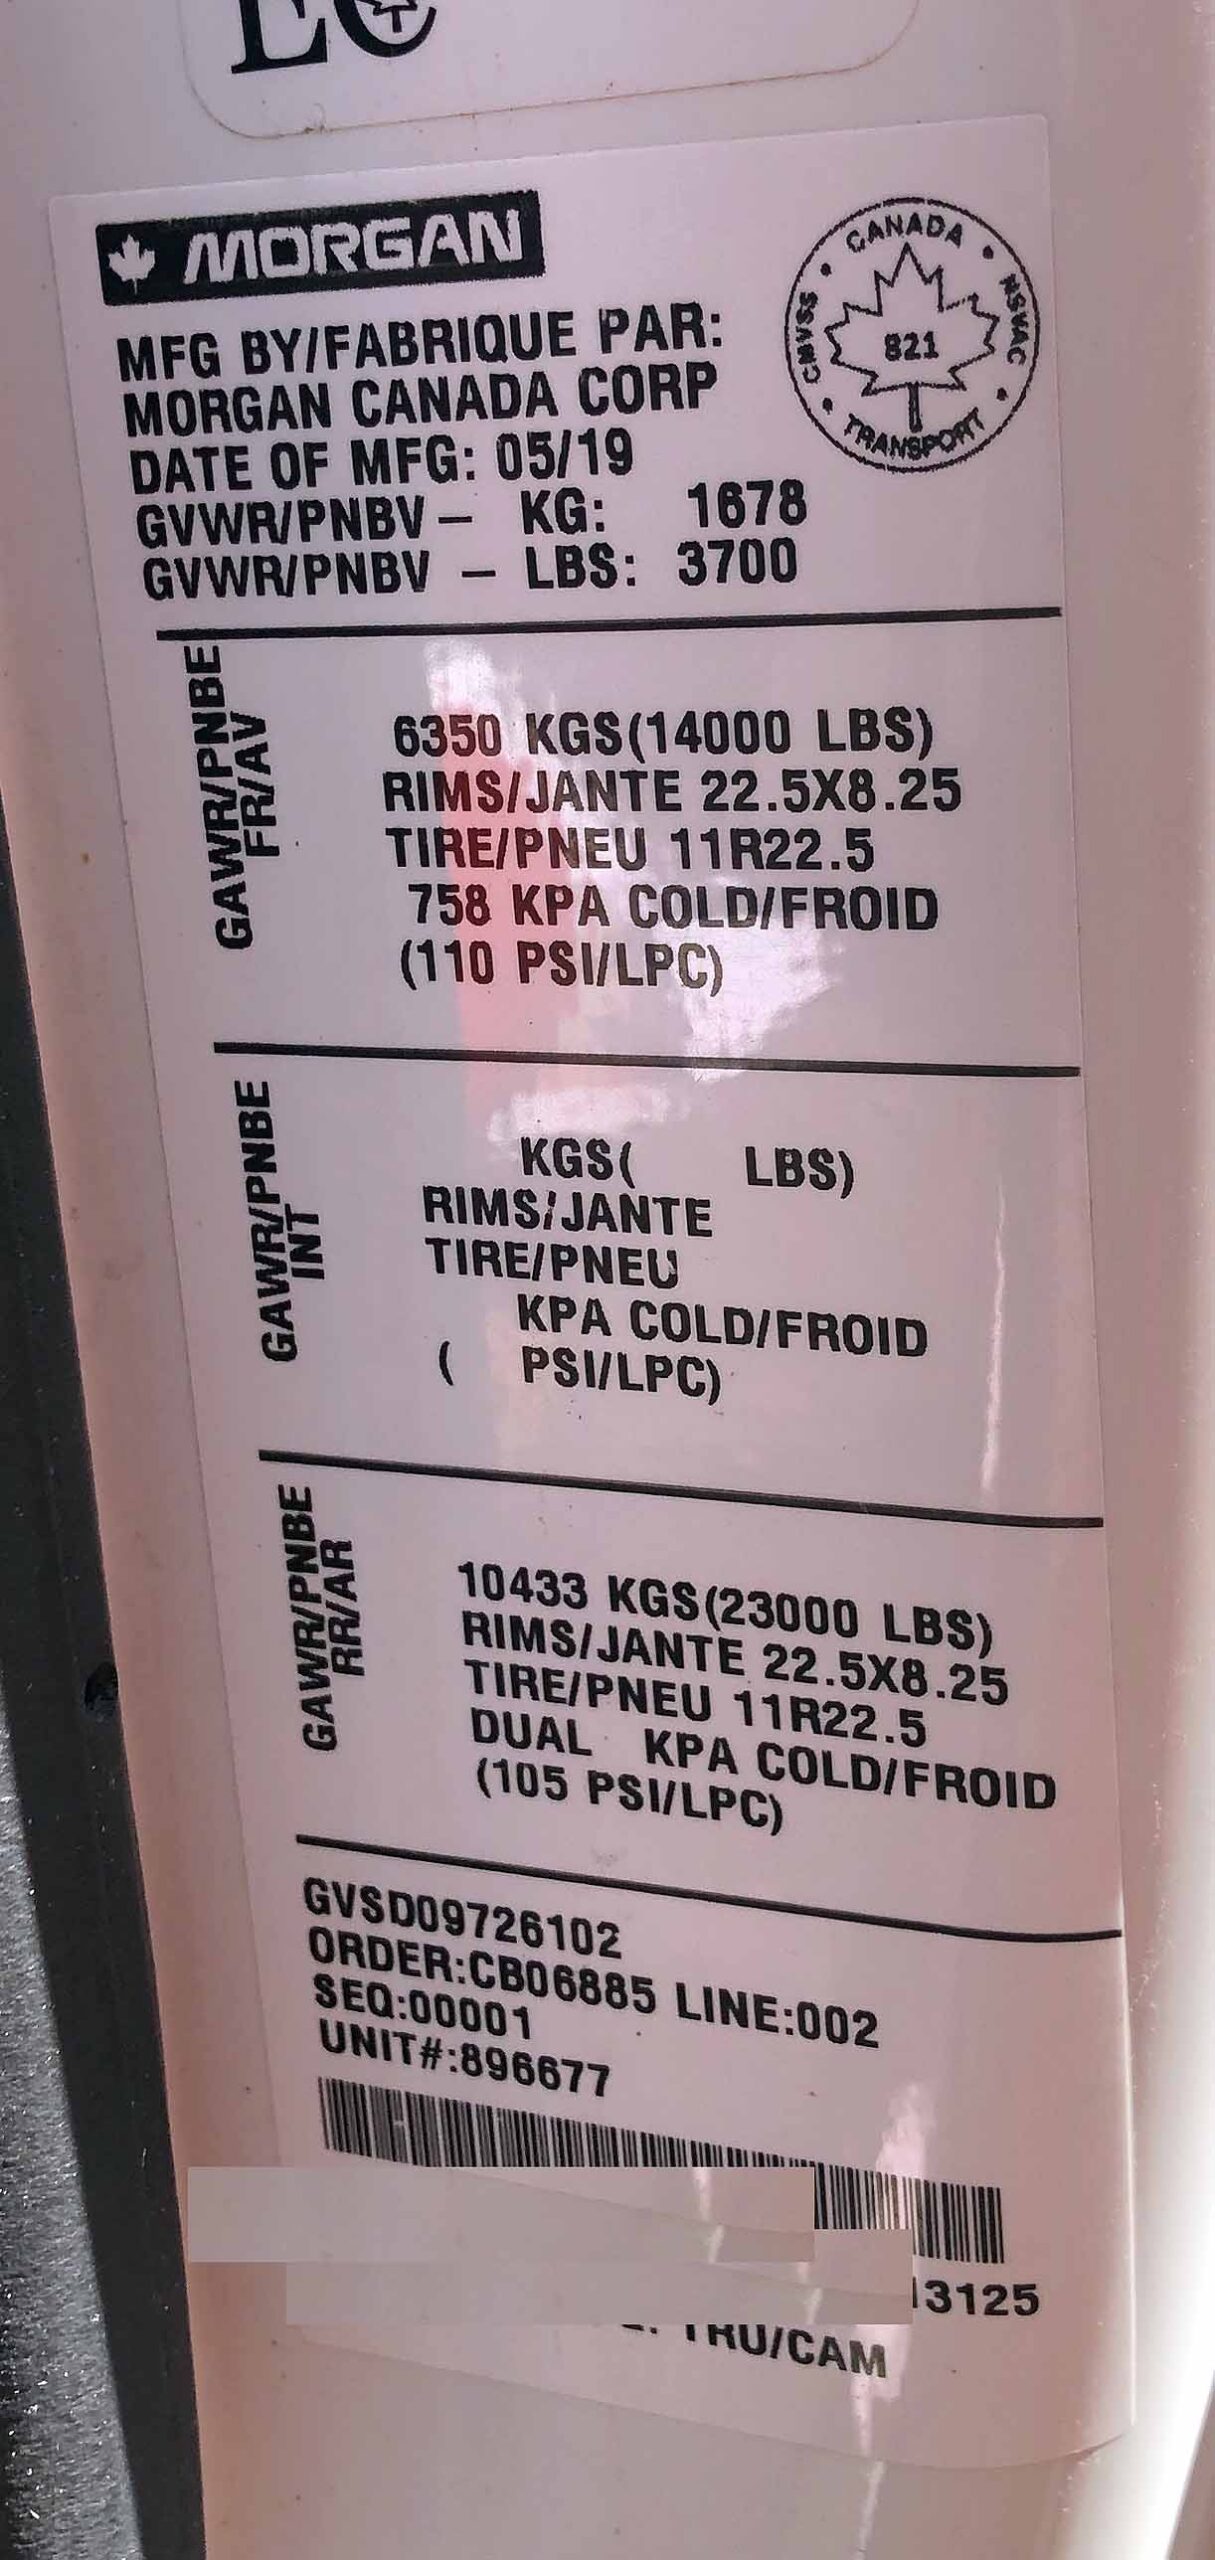 EC
MORGAN
CANADA
NSVAC
TRANSPORT
CMVSS
821
MFG BY/FABRIQUE PAR:
MORGAN CANADA CORP
DATE OF MFG: 05/19
GVWR/PNBV – KG: 1678
GVWR/PNBV – LBS: 3700
GAWR/PNBE
FR/AV
6350 KGS(14000 LBS)
RIMS/JANTE 22.5X8.25
TIRE/PNEU 11R22.5
758 KPA COLD/FROID
(110 PSI/LPC)
GAWR/PNBE
INT
KGS( LBS)
RIMS/JANTE
TIRE/PNEU
KPA COLD/FROID
( PSI/LPC)
GAWR/PNBE
RR/AR
10433 KGS(23000 LBS)
RIMS/JANTE 22.5X8.25
TIRE/PNEU 11R22.5
DUAL KPA COLD/FROID
(105 PSI/LPC)
GVSD09726102
ORDER:CB06885 LINE:002
SEQ:00001
UNIT#:896677
13125
TRU/CAM